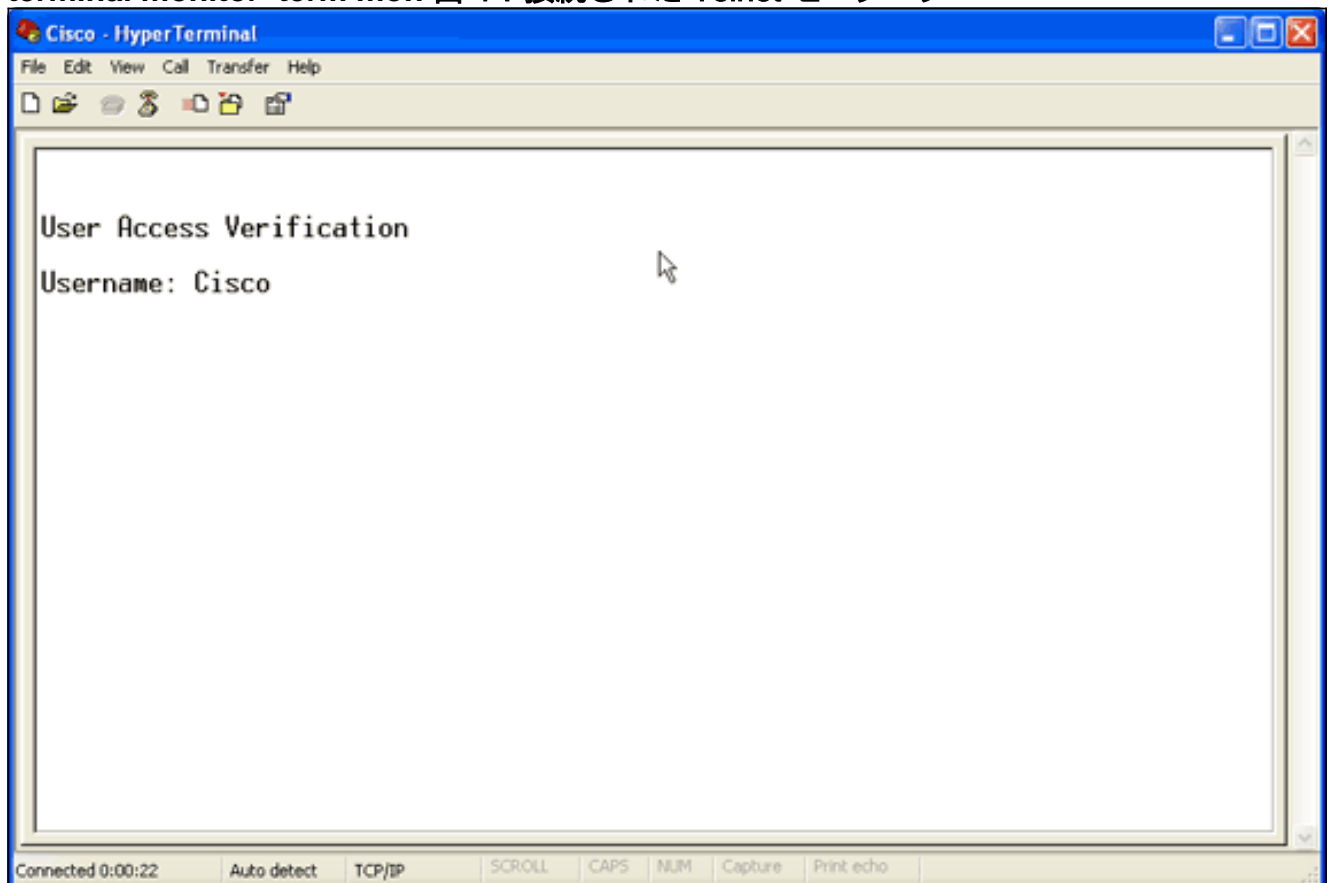 Cisco - HyperTerminal
File Edit View Call Transfer Help
User Access Verification
Username: Cisco
Connected 0:00:22 Auto detect TCP/IP SCROLL CAPS NUM Capture Print echo